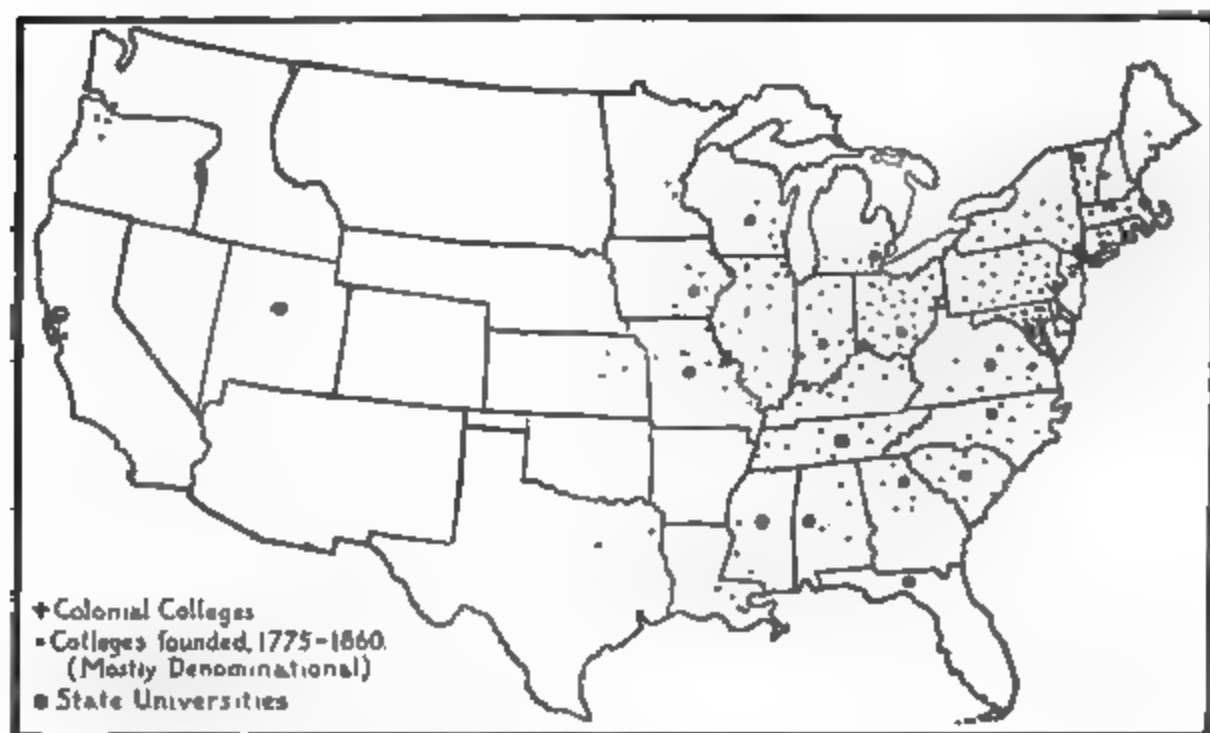 + Colonial Colleges
• Colleges founded, 1775-1860.
(Mostly Denominational)
● State Universities